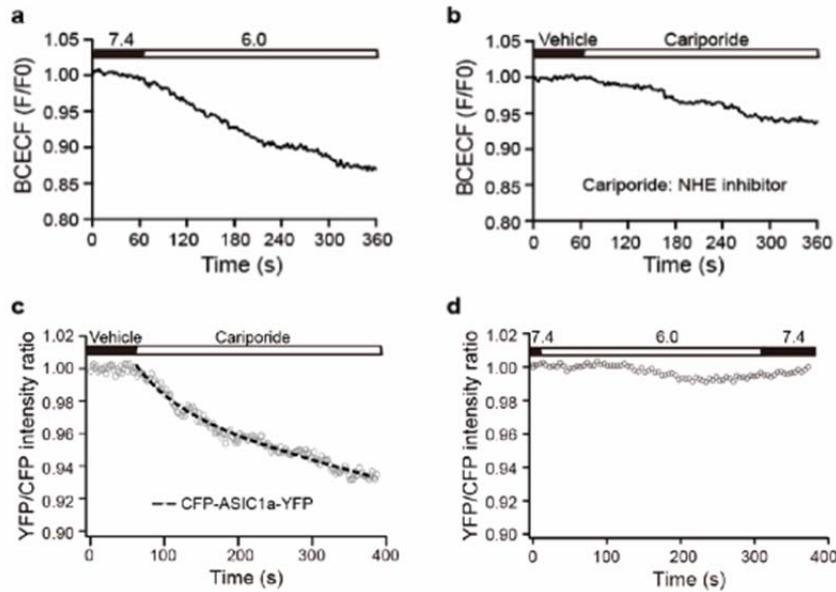 a
7.4 6.0
1.05
1.00
0.95
0.90
0.85
0.80
BCECF (F/F0)
0 60 120 180 240 300 360
Time (s)
b
Vehicle Cariporide
1.05
1.00
0.95
0.90
0.85
0.80
BCECF (F/F0)
Cariporide: NHE inhibitor
0 60 120 180 240 300 360
Time (s)
c
1.02
Vehicle Cariporide
1.00
0.98
0.96
0.94
0.92
0.90
YFP/CFP intensity ratio
CFP-ASIC1a-YFP
0 100 200 300 400
Time (s)
d
1.02
7.4 6.0 7.4
1.00
0.98
0.96
0.94
0.92
0.90
YFP/CFP intensity ratio
0 100 200 300 400
Time (s)